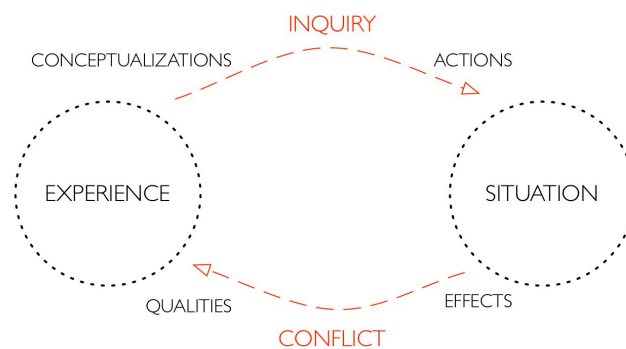 INQUIRY
CONCEPTUALIZATIONS
ACTIONS
EXPERIENCE
SITUATION
QUALITIES
EFFECTS
CONFLICT